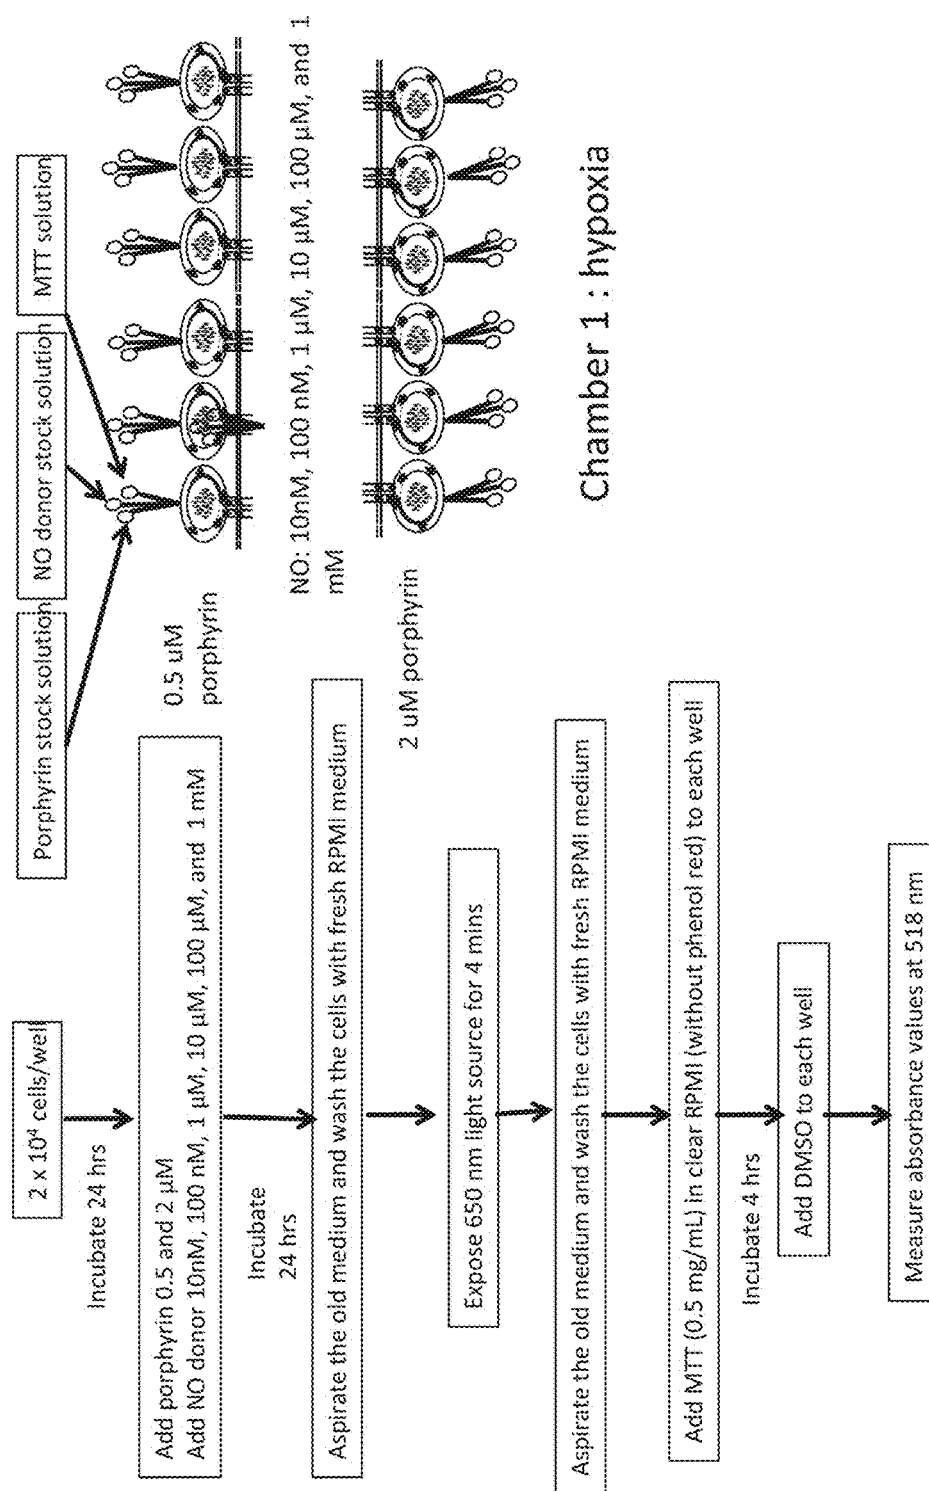 2 x 10⁴ cells/well
Incubate 24 hrs
Add porphyrin 0.5 and 2 µM
Add NO donor 10nM, 100 nM, 1 µM, 10 µM, 100 µM, and 1 mM
Incubate
24 hrs
Aspirate the old medium and wash the cells with fresh RPMI medium
Expose 650 nm light source for 4 mins
Aspirate the old medium and wash the cells with fresh RPMI medium
Add MTT (0.5 mg/mL) in clear RPMI (without phenol red) to each well
Incubate 4 hrs
Add DMSO to each well
Measure absorbance values at 518 nm
Porphyrin stock solution
NO donor stock solution
MTT solution
0.5 uM
porphyrin
NO: 10nM, 100 nM, 1 µM, 10 µM, 100 µM, and 1
mM
2 uM porphyrin
Chamber 1 : hypoxia